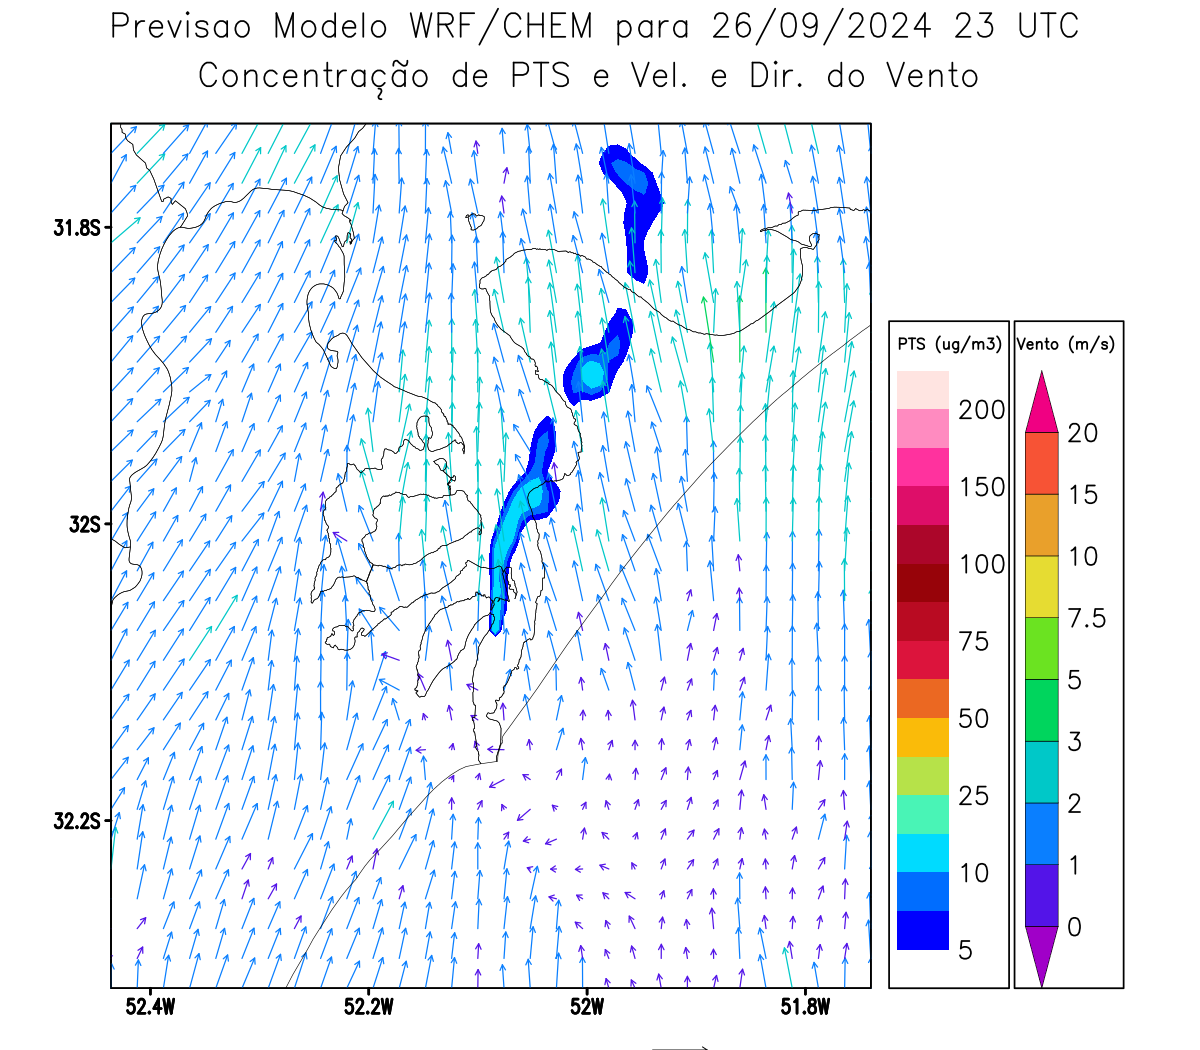 Previsao Modelo WRF/CHEM para 26/09/2024 23 UTC
Concentração de PTS e Vel. e Dir. do Vento
31.8S
32S
32.2S
52.4W
52.2W
52W
51.8W
PTS (ug/m3)
200
150
100
75
50
25
10
5
Vento (m/s)
20
15
10
7.5
5
3
2
1
0